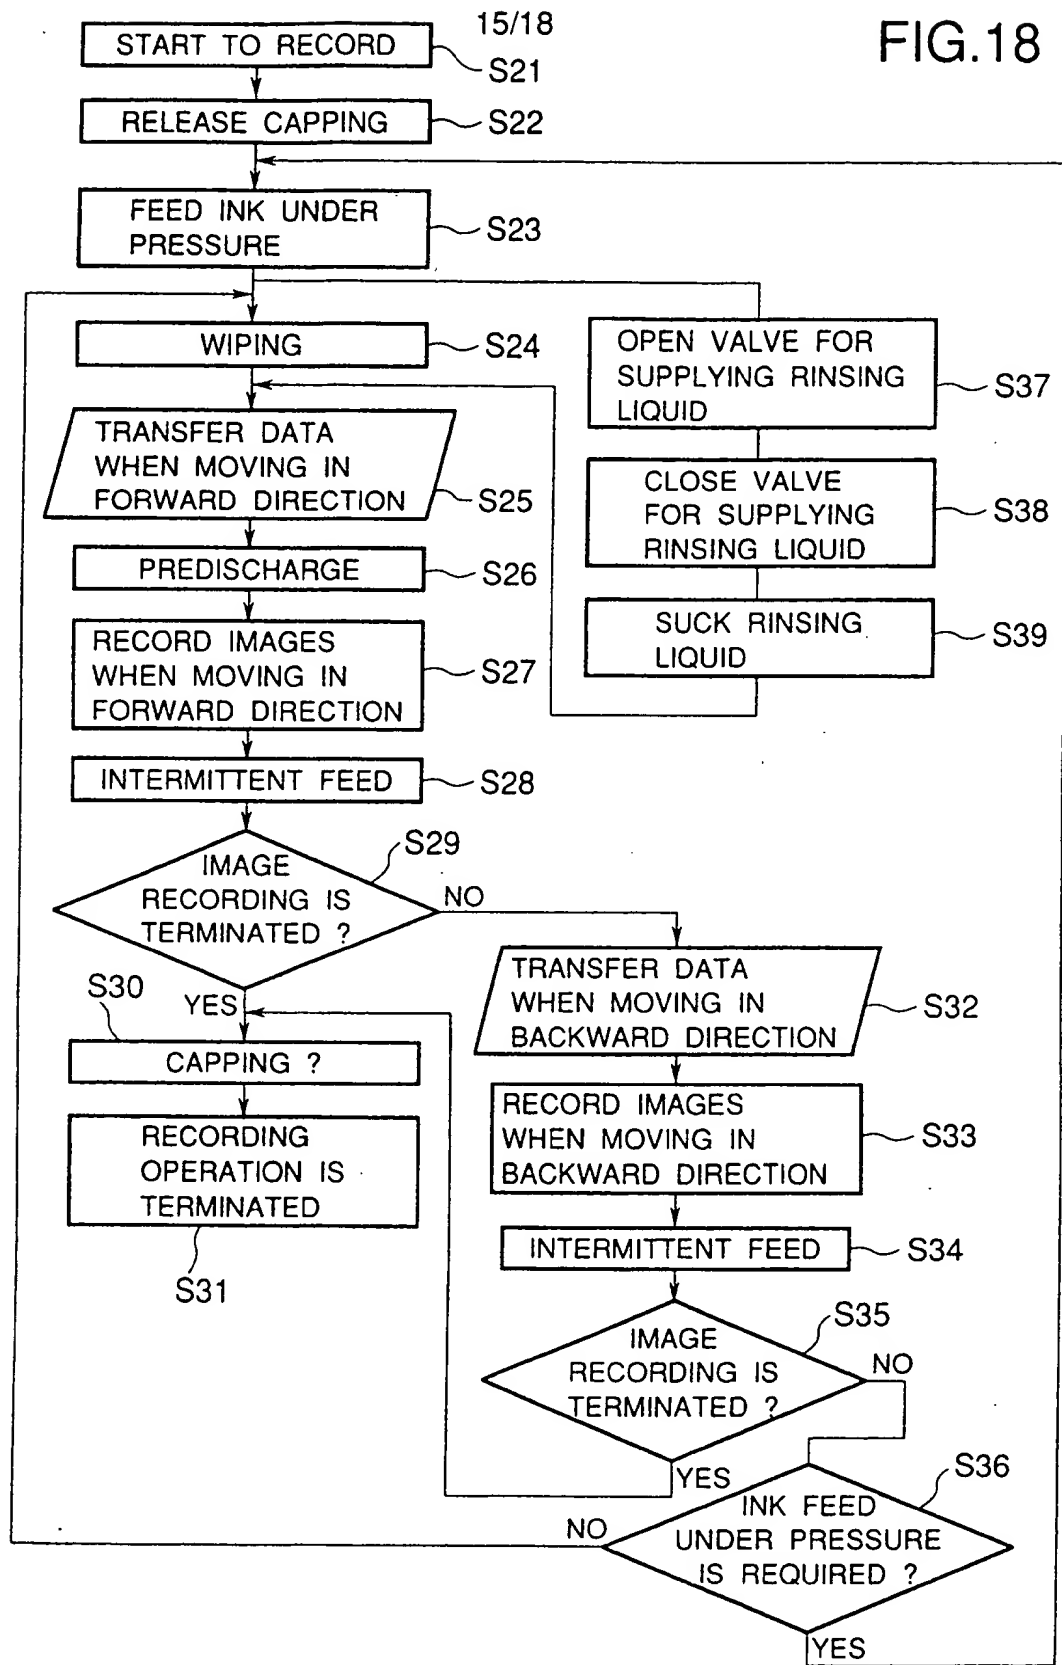 15/18
FIG.18
START TO RECORD
S21
RELEASE CAPPING
S22
FEED INK UNDER
PRESSURE
S23
WIPING
S24
OPEN VALVE FOR
SUPPLYING RINSING
LIQUID
S37
TRANSFER DATA
WHEN MOVING IN
FORWARD DIRECTION
S25
CLOSE VALVE
FOR SUPPLYING
RINSING LIQUID
S38
PREDISCHARGE
S26
SUCK RINSING
LIQUID
S39
RECORD IMAGES
WHEN MOVING IN
FORWARD DIRECTION
S27
INTERMITTENT FEED
S28
IMAGE
RECORDING IS
TERMINATED ?
S29
NO
YES
S30
CAPPING ?
RECORDING
OPERATION IS
TERMINATED
S31
TRANSFER DATA
WHEN MOVING IN
BACKWARD DIRECTION
S32
RECORD IMAGES
WHEN MOVING IN
BACKWARD DIRECTION
S33
INTERMITTENT FEED
S34
IMAGE
RECORDING IS
TERMINATED ?
S35
NO
YES
INK FEED
UNDER PRESSURE
IS REQUIRED ?
S36
NO
YES